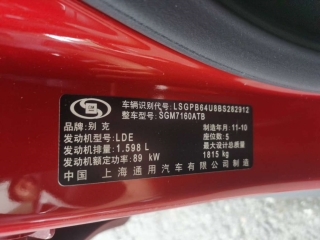 车辆识别代号: LSGPB64U8BS282912
整车型号: SGM7160ATB
品牌: 别克 制造年月: 11-10
发动机型号: LDE 座位数: 5
发动机排量: 1.598 L 最大设计总质量
发动机额定功率: 89 kW 1815 kg
中国 上海通用汽车有限公司 制造